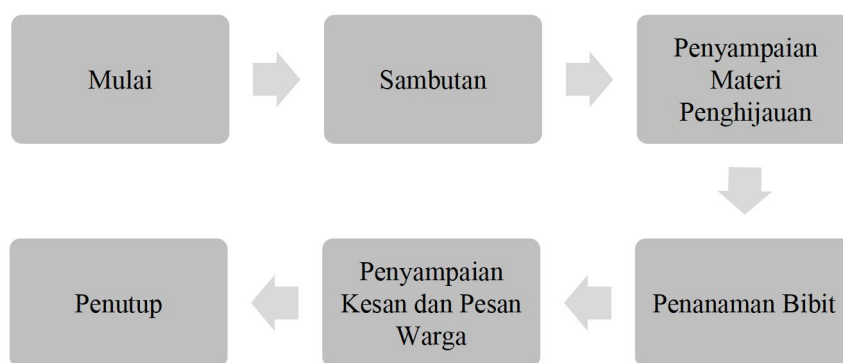 Mulai
Sambutan
Penyampaian
Materi
Penghijauan
Penanaman Bibit
Penyampaian
Kesan dan Pesan
Warga
Penutup